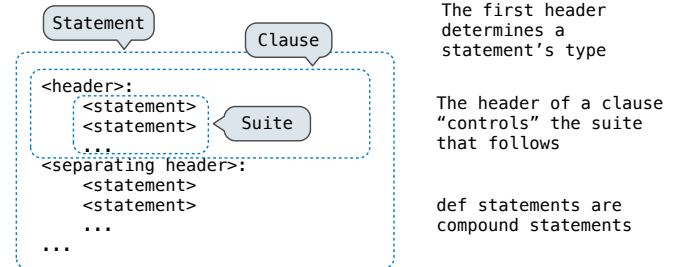 Statement
Clause
<header>:
<statement>
<statement>
...
Suite
<separating header>:
<statement>
<statement>
...
...
The first header
determines a
statement’s type
The header of a clause
“controls” the suite
that follows
def statements are
compound statements